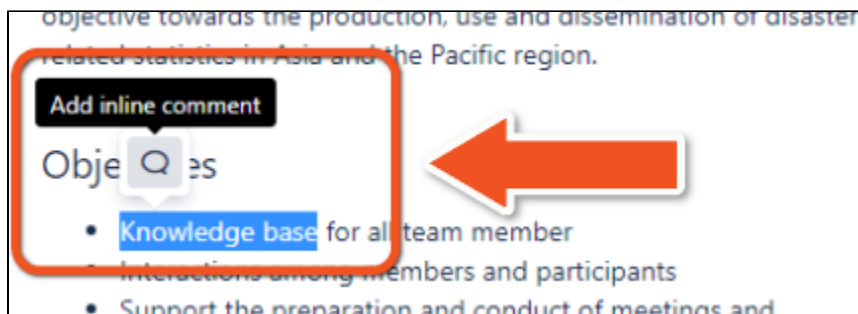 objective towards the production, use and dissemination of disaster
related statistics in Asia and the Pacific region.
Add inline comment
Obje es
Knowledge base for all team member
Interactions among members and participants
Support the preparation and conduct of meetings and